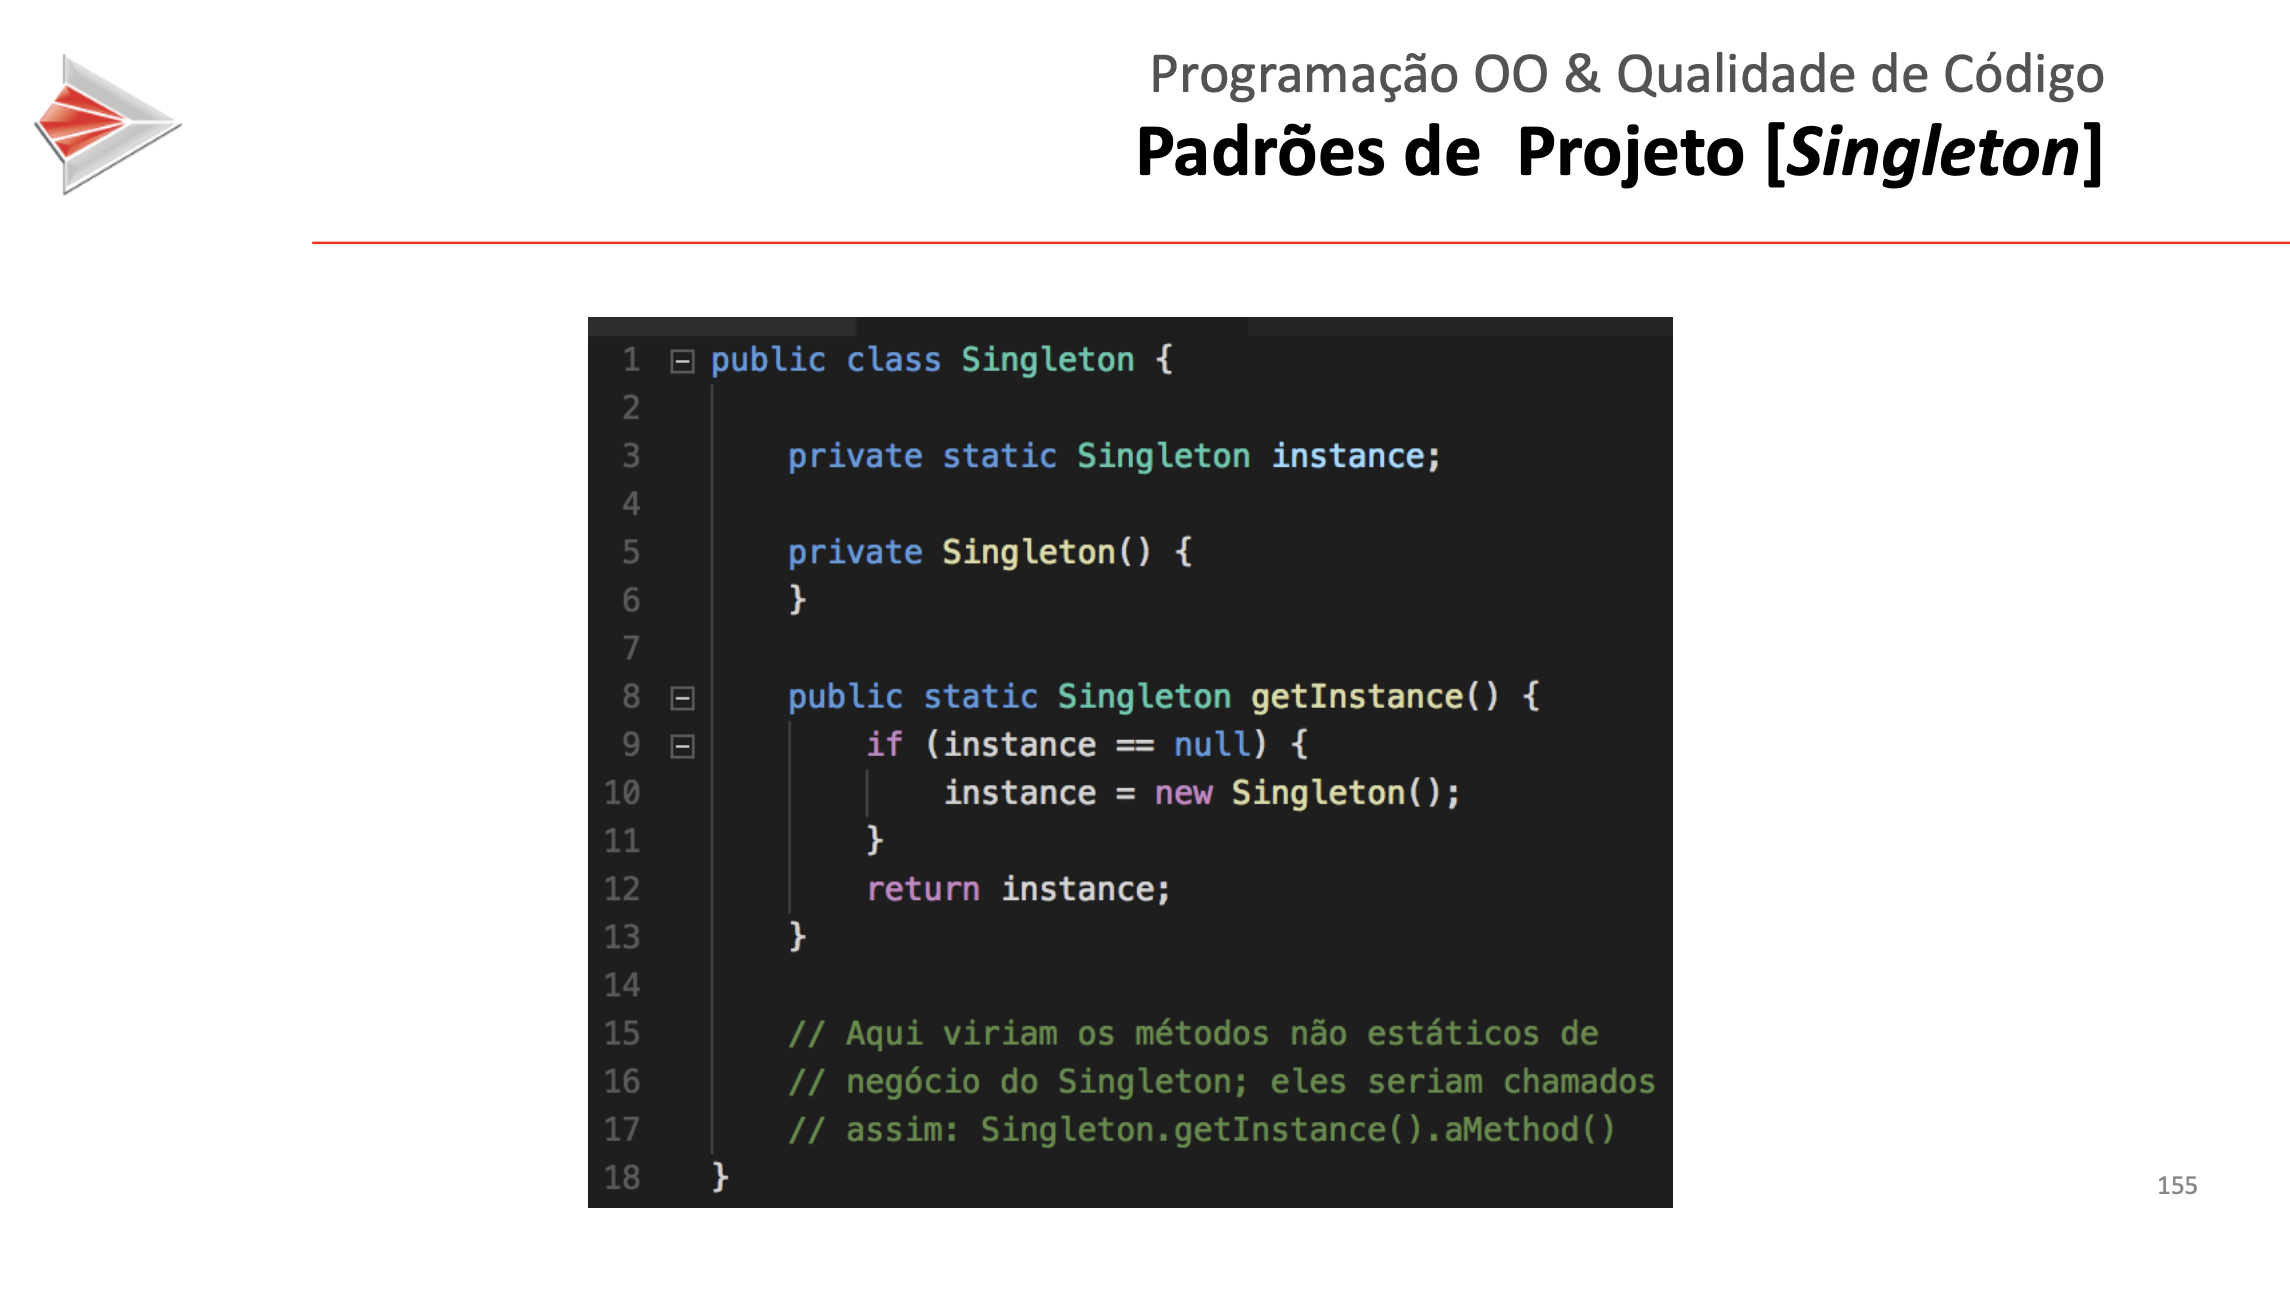 Programação OO & Qualidade de Código
Padrões de  Projeto [Singleton]
1 public class Singleton {
2
3     private static Singleton instance;
4
5     private Singleton() {
6     }
7
8     public static Singleton getInstance() {
9         if (instance == null) {
10             instance = new Singleton();
11         }
12         return instance;
13     }
14
15     // Aqui viriam os métodos não estáticos de
16     // negócio do Singleton; eles seriam chamados
17     // assim: Singleton.getInstance().aMethod()
18 }
155